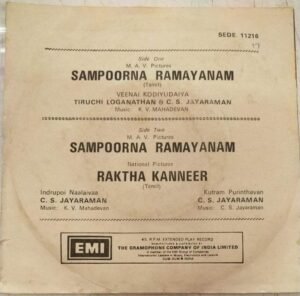 SEDE. 11216
Side One
M. A. V. Pictures
SAMPOORNA RAMAYANAM
(Tamil)
VEENAI KODIYUDAIYA
TIRUCHI LOGANATHAN & C. S. JAYARAMAN
Music: K. V. MAHADEVAN
Side Two
M. A. V. Pictures
SAMPOORNA RAMAYANAM
National Pictures
RAKTHA KANNEER
(Tamil)
Indrupoi Naalaivaa
C. S. JAYARAMAN
Music: K. V. Mahadevan
Kutram Purinthavan
C. S. JAYARAMAN
Music: C. S. Jayaraman
EMI
45 R.P.M. EXTENDED PLAY RECORD
THE GRAMOPHONE COMPANY OF INDIA LIMITED